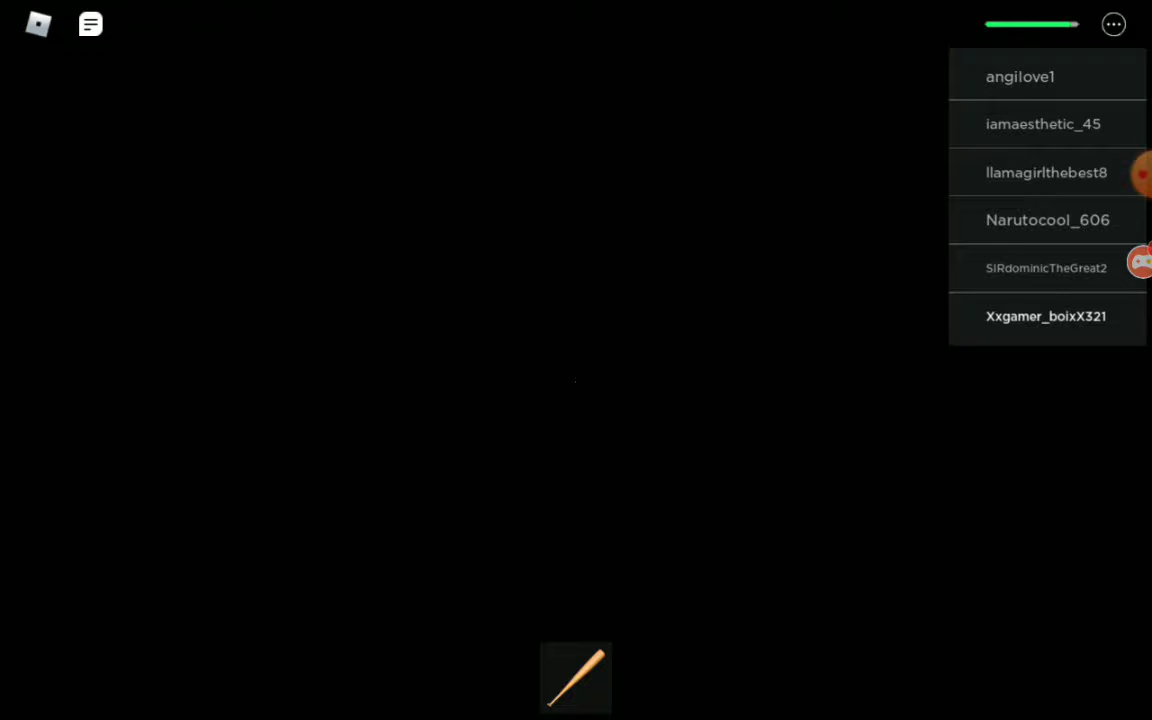 angilove1
iamaesthetic_45
llamagirlthebest8
Narutocool_606
SIRdominicTheGreat2
Xxgamer_boixX321